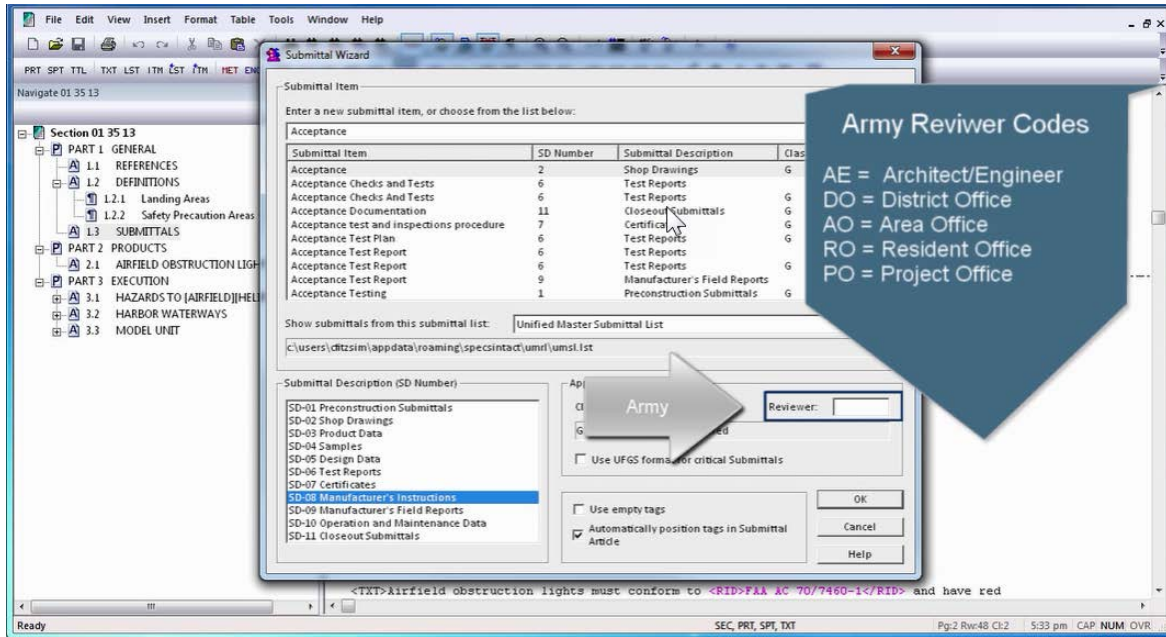 File Edit View Insert Format Table Tools Window Help
PRT SPT TTL TXT LST ITM LST ITM MET ENG
Navigate 01 35 13
Section 01 35 13
PART 1 GENERAL
1.1 REFERENCES
1.2 DEFINITIONS
1.2.1 Landing Areas
1.2.2 Safety Precaution Areas
1.3 SUBMITTALS
PART 2 PRODUCTS
2.1 AIRFIELD OBSTRUCTION LIGH
PART 3 EXECUTION
3.1 HAZARDS TO [AIRFIELD][HELI
3.2 HARBOR WATERWAYS
3.3 MODEL UNIT
Submittal Wizard
Submittal Item
Enter a new submittal item, or choose from the list below:
Acceptance
Submittal Item SD Number Submittal Description Clas
Acceptance 2 Shop Drawings G
Acceptance Checks and Tests 6 Test Reports
Acceptance Checks And Tests 6 Test Reports G
Acceptance Documentation 11 Closeout Submittals G
Acceptance test and inspections procedure 7 Certificates G
Acceptance Test Plan 6 Test Reports G
Acceptance Test Report 6 Test Reports
Acceptance Test Report 6 Test Reports G
Acceptance Test Report 9 Manufacturer's Field Reports
Acceptance Testing 1 Preconstruction Submittals G
Show submittals from this submittal list: Unified Master Submittal List
c:\users\ditzsim\appdata\roaming\specsintact\umrl\umsl.lst
Submittal Description (SD Number)
SD-01 Preconstruction Submittals
SD-02 Shop Drawings
SD-03 Product Data
SD-04 Samples
SD-05 Design Data
SD-06 Test Reports
SD-07 Certificates
SD-08 Manufacturer's Instructions
SD-09 Manufacturer's Field Reports
SD-10 Operation and Maintenance Data
SD-11 Closeout Submittals
Army
Reviewer:
Use UFGS format for critical Submittals
Use empty tags
Automatically position tags in Submittal
Article
OK
Cancel
Help
Army Reviwer Codes
AE = Architect/Engineer
DO = District Office
AO = Area Office
RO = Resident Office
PO = Project Office
<TXT>Airfield obstruction lights must conform to <RID>FAA AC 70/7460-1</RID> and have red
Ready SEC, PRT, SPT, TXT Pg:2 Rw:48 Cl:2 5:33 pm CAP NUM OVR